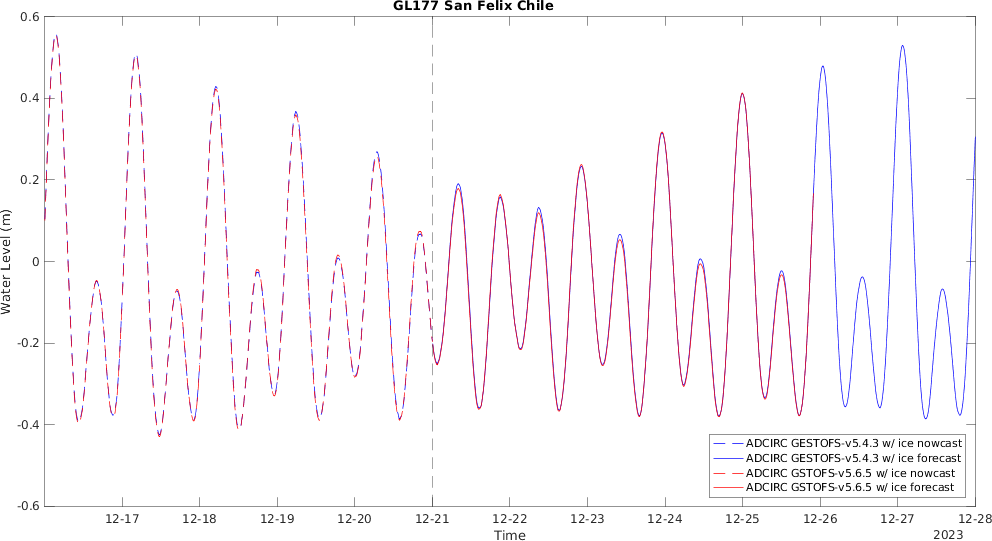 GL177 San Felix Chile
0.6
0.4
0.2
0
-0.2
-0.4
-0.6
Water Level (m)
ADCIRC GESTOFS-v5.4.3 w/ ice nowcast
ADCIRC GESTOFS-v5.4.3 w/ ice forecast
ADCIRC GSTOFS-v5.6.5 w/ ice nowcast
ADCIRC GSTOFS-v5.6.5 w/ ice forecast
12-17 12-18 12-19 12-20 12-21 12-22 12-23 12-24 12-25 12-26 12-27 12-28
Time
2023